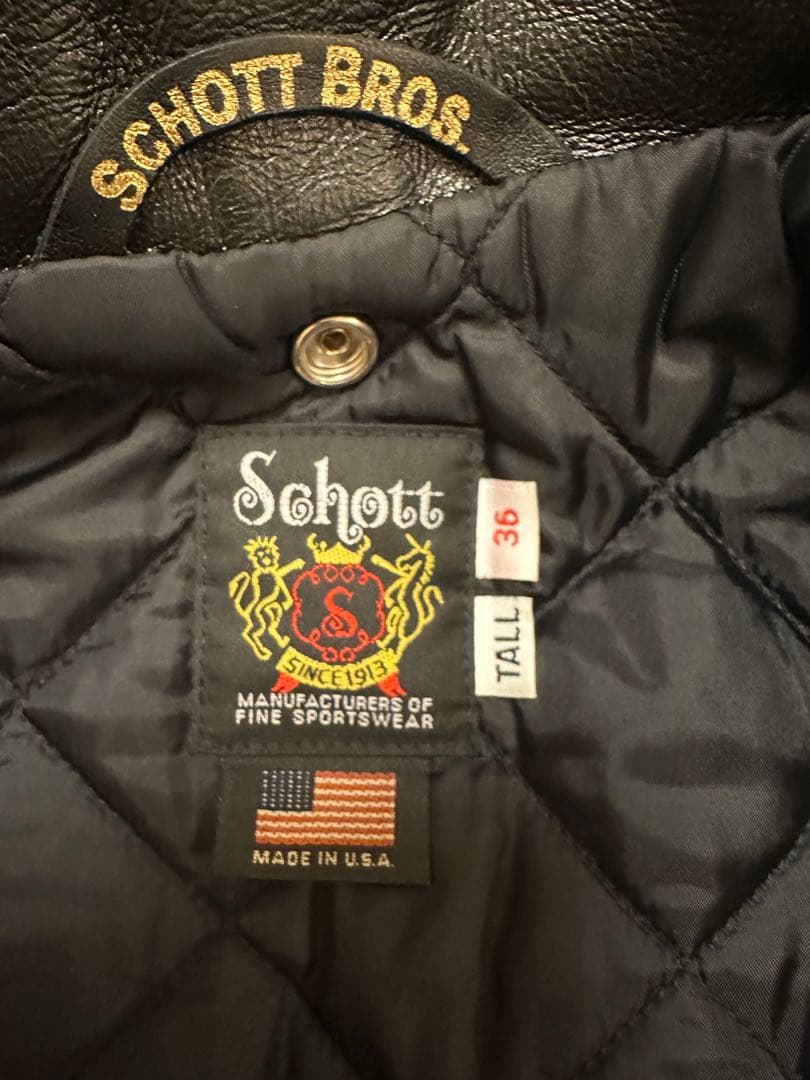 SCHOTT BROS.
Schott
S
SINCE 1913
MANUFACTURERS OF
FINE SPORTSWEAR
36
TALL
MADE IN U.S.A.